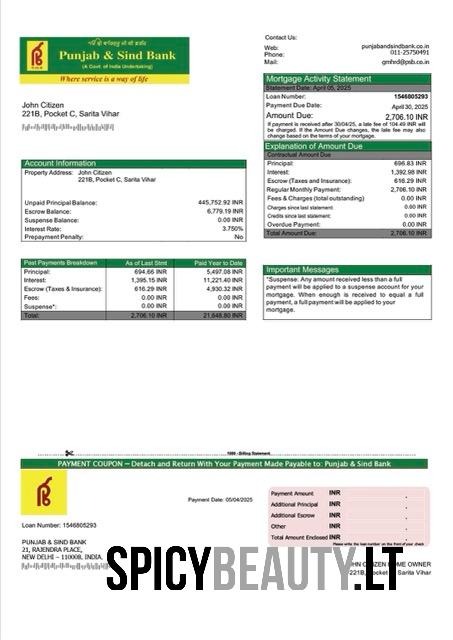 Punjab & Sind Bank
(A Govt. of India Undertaking)
Where service is a way of life
Contact Us:
Web: punjabandsindbank.co.in
Phone: 011-25750491
Mail: gmhrd@psb.co.in
John Citizen
221B, Pocket C, Sarita Vihar
Mortgage Activity Statement
Statement Date: April 05, 2025
Loan Number: 1546805293
Payment Due Date: April 30, 2025
Amount Due: 2,706.10 INR
If payment is received after 30/04/25, a late fee of 104.49 INR will
be charged. If the Amount Due changes, the late fee may also
change based on the terms of your mortgage documents.
Explanation of Amount Due
Contractual Amount Due
Principal: 696.83 INR
Interest: 1,392.98 INR
Escrow (Taxes and Insurance): 616.29 INR
Regular Monthly Payment: 2,706.10 INR
Fees & Charges (total outstanding) 0.00 INR
Charges since last statement: 0.00 INR
Credits since last statement: 0.00 INR
Overdue Payment: 0.00 INR
Total Amount Due: 2,706.10 INR
Account Information
Property Address: John Citizen
221B, Pocket C, Sarita Vihar
Unpaid Principal Balance: 445,752.92 INR
Escrow Balance: 6,779.19 INR
Suspense Balance: 0.00 INR
Interest Rate: 3.750%
Prepayment Penalty: No
Past Payments Breakdown As of Last Stmt Paid Year to Date
Principal: 694.66 INR 5,497.08 INR
Interest: 1,395.15 INR 11,221.40 INR
Escrow (Taxes & Insurance): 616.29 INR 4,930.32 INR
Fees: 0.00 INR 0.00 INR
Suspense*: 0.00 INR 0.00 INR
Total: 2,706.10 INR 21,648.80 INR
Important Messages
*Suspense: Any amount received less than a full
payment will be applied to a suspense account for your
mortgage. When enough is received to equal a full
payment, a full payment will be applied to your
mortgage.
1098 - Billing Statement
PAYMENT COUPON — Detach and Return With Your Payment Made Payable to: Punjab & Sind Bank
Payment Date: 05/04/2025
Payment Amount INR
Additional Principal INR
Additional Escrow INR
Other INR
Total Amount Enclosed INR
Please write the loan number on the front of your check
Loan Number: 1546805293
PUNJAB & SIND BANK
21, RAJENDRA PLACE,
NEW DELHI – 110008, INDIA,
HN CITIZEN HOME OWNER
221B, Pocket C, Sarita Vihar
SPICYBEAUTY.LT